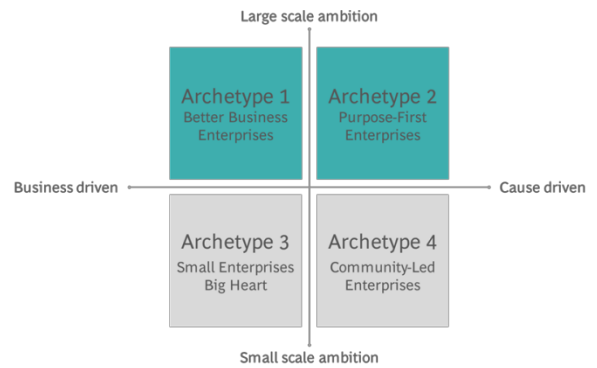 Large scale ambition
Archetype 1
Better Business
Enterprises
Archetype 2
Purpose-First
Enterprises
Business driven
Cause driven
Archetype 3
Small Enterprises
Big Heart
Archetype 4
Community-Led
Enterprises
Small scale ambition